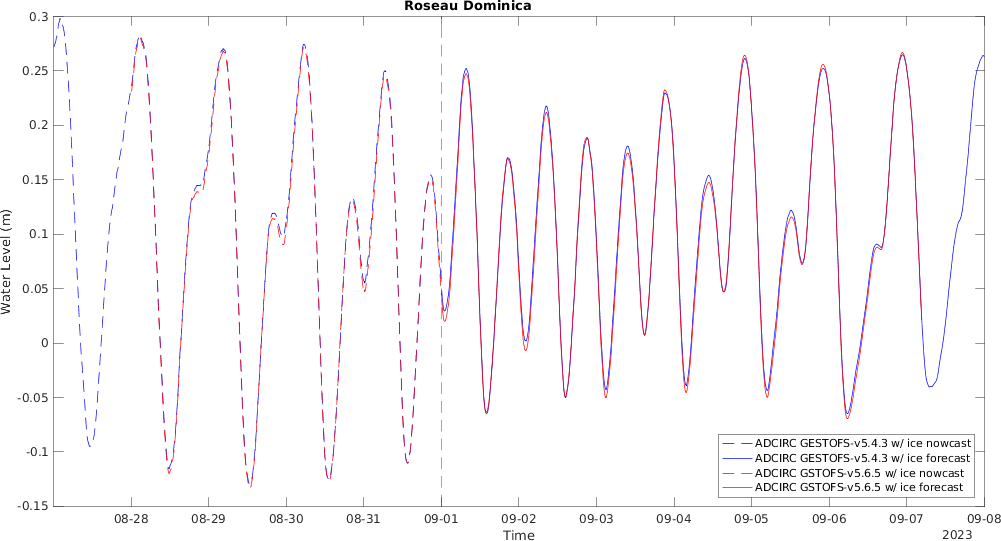 Roseau Dominica
0.3
0.25
0.2
0.15
0.1
0.05
0
-0.05
-0.1
-0.15
Water Level (m)
ADCIRC GESTOFS-v5.4.3 w/ ice nowcast
ADCIRC GESTOFS-v5.4.3 w/ ice forecast
ADCIRC GSTOFS-v5.6.5 w/ ice nowcast
ADCIRC GSTOFS-v5.6.5 w/ ice forecast
08-28 08-29 08-30 08-31 09-01 09-02 09-03 09-04 09-05 09-06 09-07 09-08
Time
2023